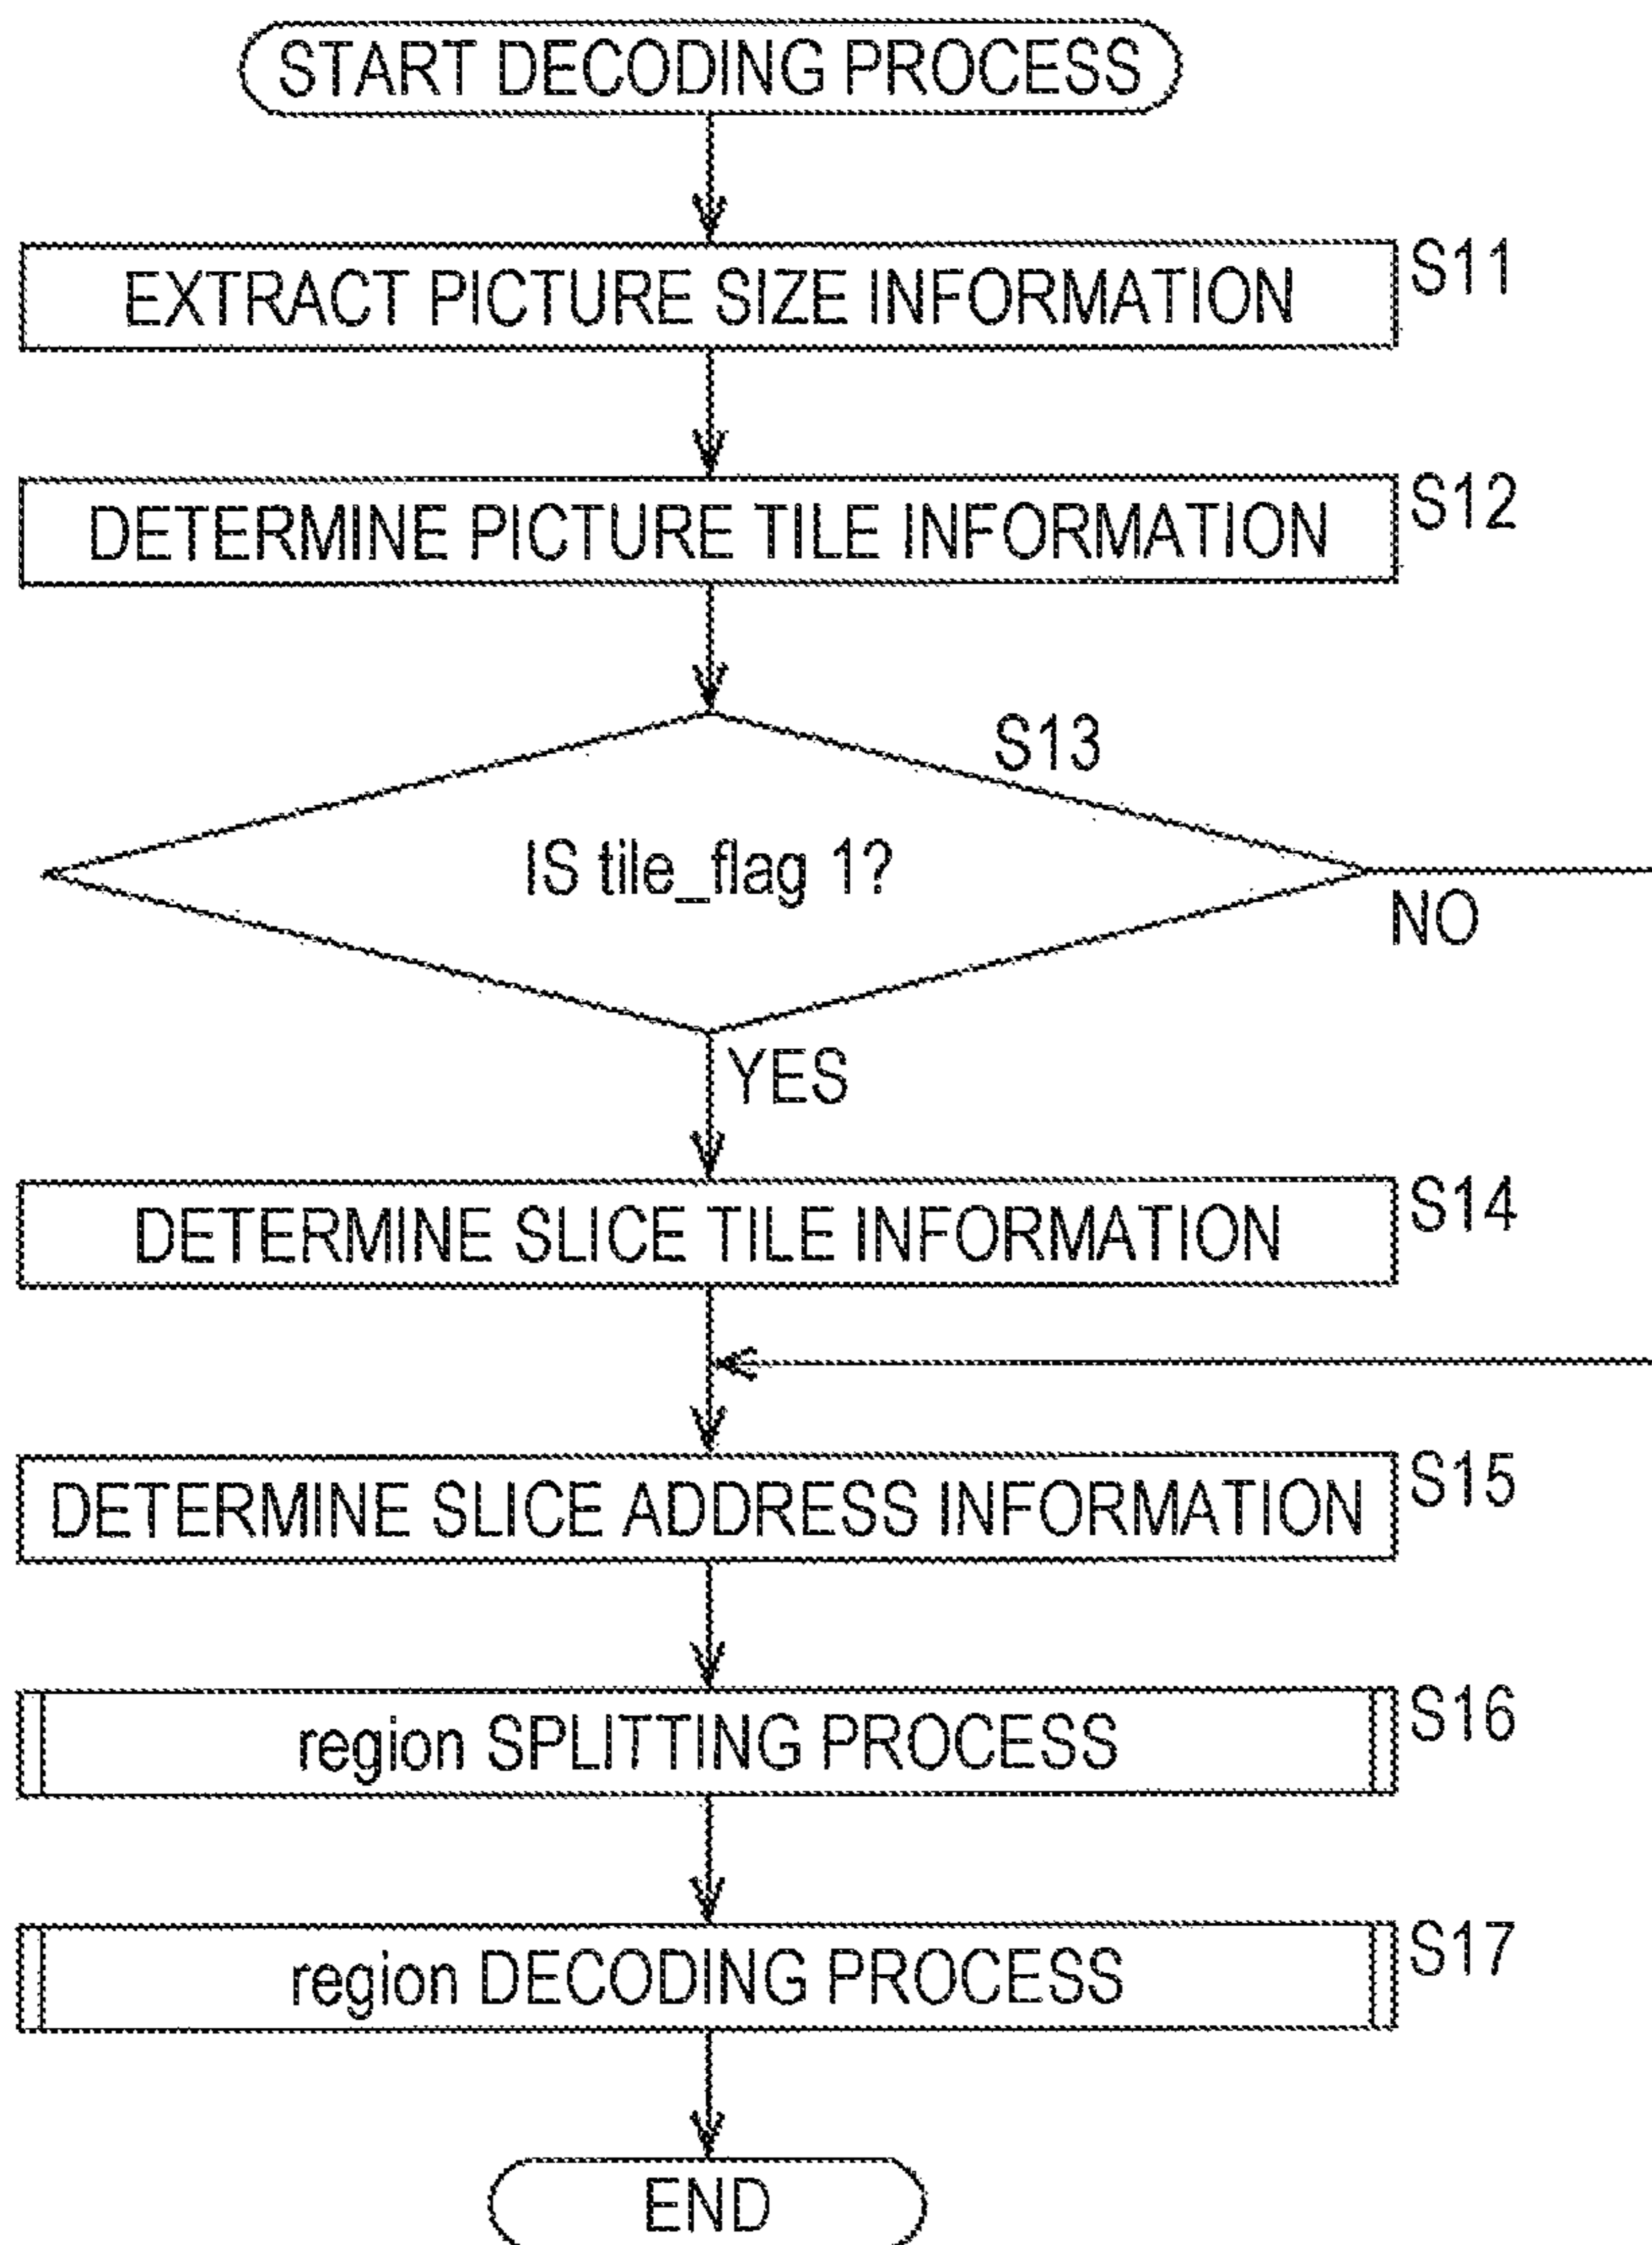 START DECODING PROCESS
EXTRACT PICTURE SIZE INFORMATION
S11
DETERMINE PICTURE TILE INFORMATION
S12
S13
IS tile_flag 1?
NO
YES
DETERMINE SLICE TILE INFORMATION
S14
DETERMINE SLICE ADDRESS INFORMATION
S15
region SPLITTING PROCESS
S16
region DECODING PROCESS
S17
END